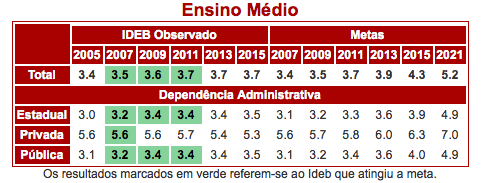 Ensino Médio
IDEB Observado Metas
2005 2007 2009 2011 2013 2015 2007 2009 2011 2013 2015 2021
Total 3.4 3.5 3.6 3.7 3.7 3.7 3.4 3.5 3.7 3.9 4.3 5.2
Dependência Administrativa
Estadual 3.0 3.2 3.4 3.4 3.4 3.5 3.1 3.2 3.3 3.6 3.9 4.9
Privada 5.6 5.6 5.6 5.7 5.4 5.3 5.6 5.7 5.8 6.0 6.3 7.0
Pública 3.1 3.2 3.4 3.4 3.4 3.5 3.1 3.2 3.4 3.6 4.0 4.9
Os resultados marcados em verde referem-se ao Ideb que atingiu a meta.